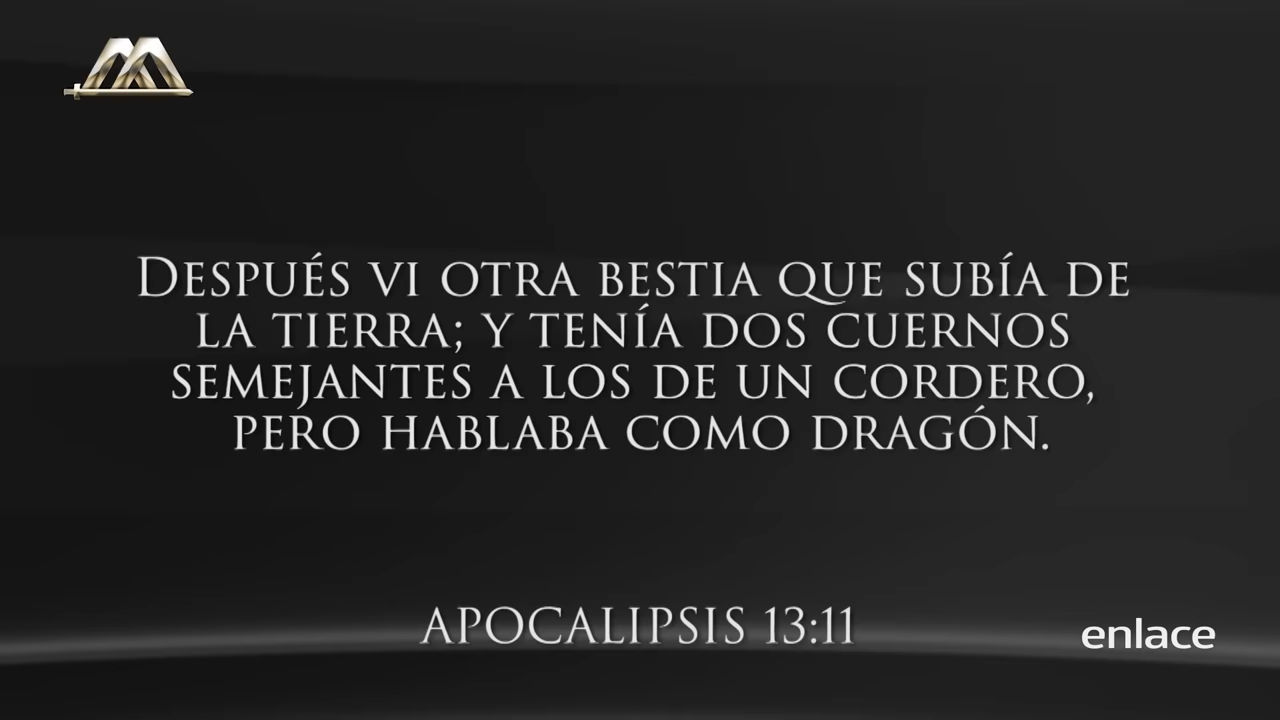 DESPUÉS VI OTRA BESTIA QUE SUBÍA DE
LA TIERRA; Y TENÍA DOS CUERNOS
SEMEJANTES A LOS DE UN CORDERO,
PERO HABLABA COMO DRAGÓN.
APOCALIPSIS 13:11
enlace